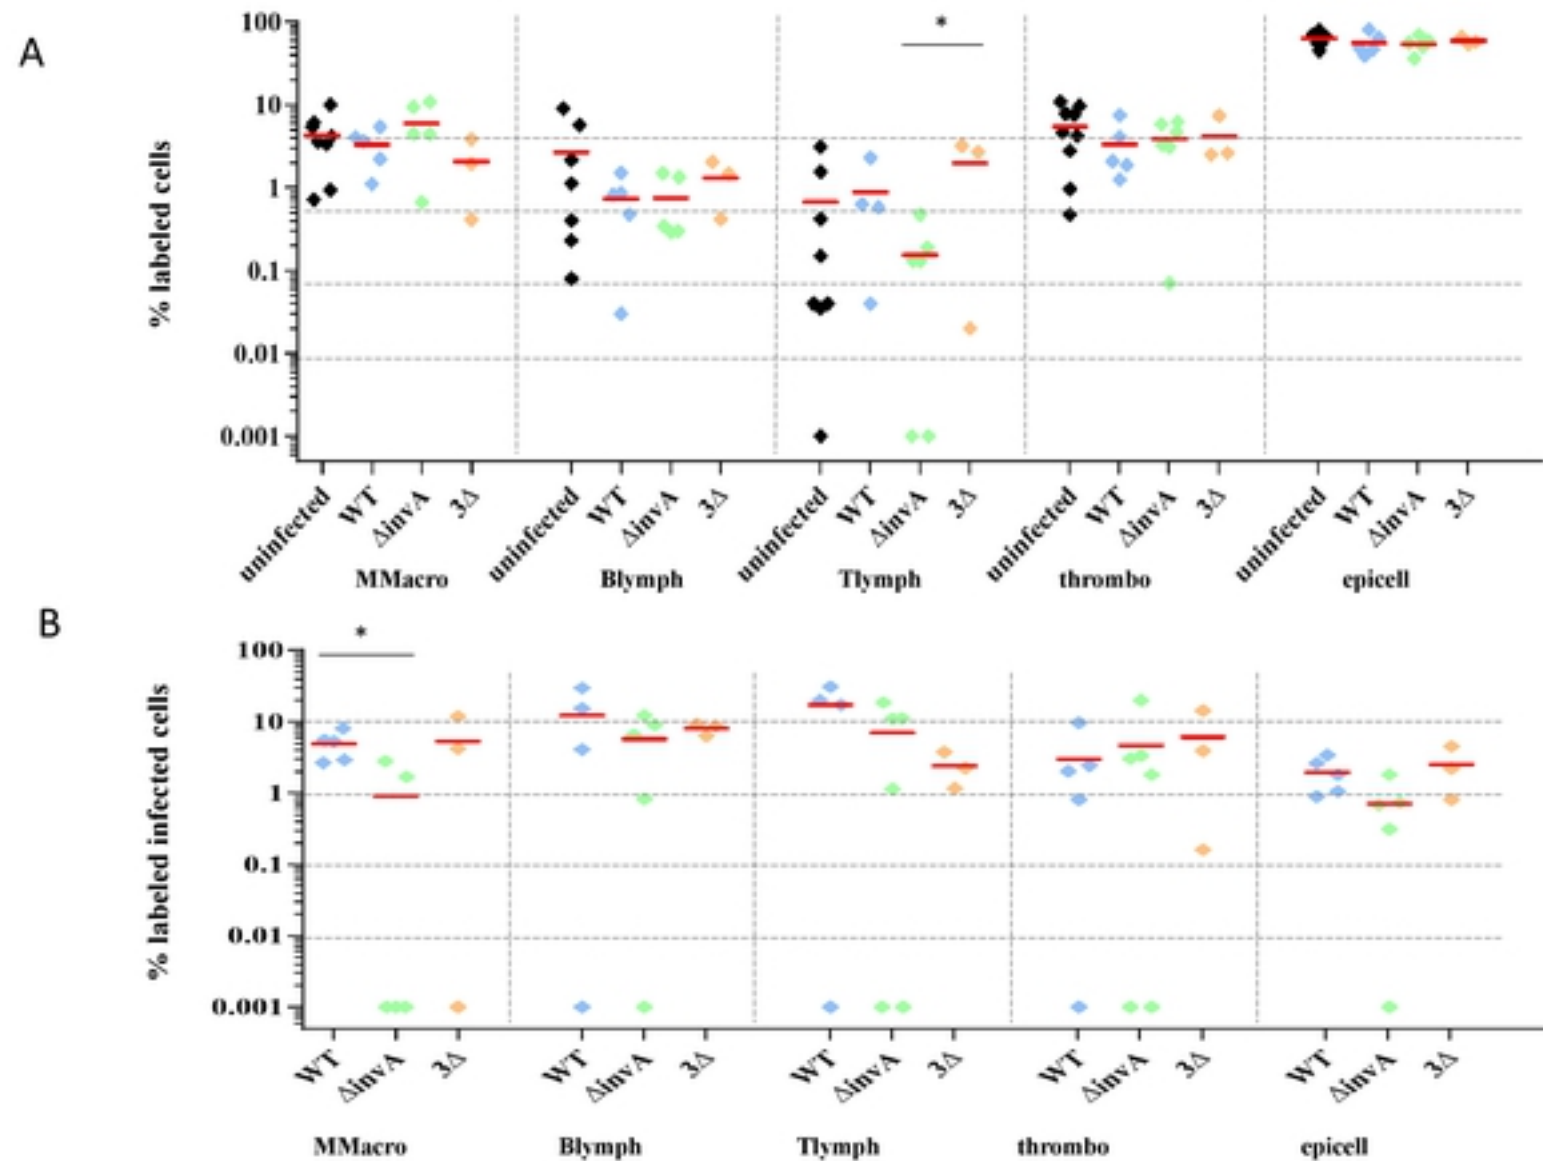 A
*
% labeled cells
100
10
1
0.1
0.01
0.001
uninfected WT ΔinvA 3Δ uninfected WT ΔinvA 3Δ uninfected WT ΔinvA 3Δ uninfected WT ΔinvA 3Δ uninfected WT ΔinvA 3Δ
MMacro Blymph Tlymph thrombo epicell
B
*
% labeled infected cells
100
10
1
0.1
0.01
0.001
WT ΔinvA 3Δ WT ΔinvA 3Δ WT ΔinvA 3Δ WT ΔinvA 3Δ WT ΔinvA 3Δ
MMacro Blymph Tlymph thrombo epicell